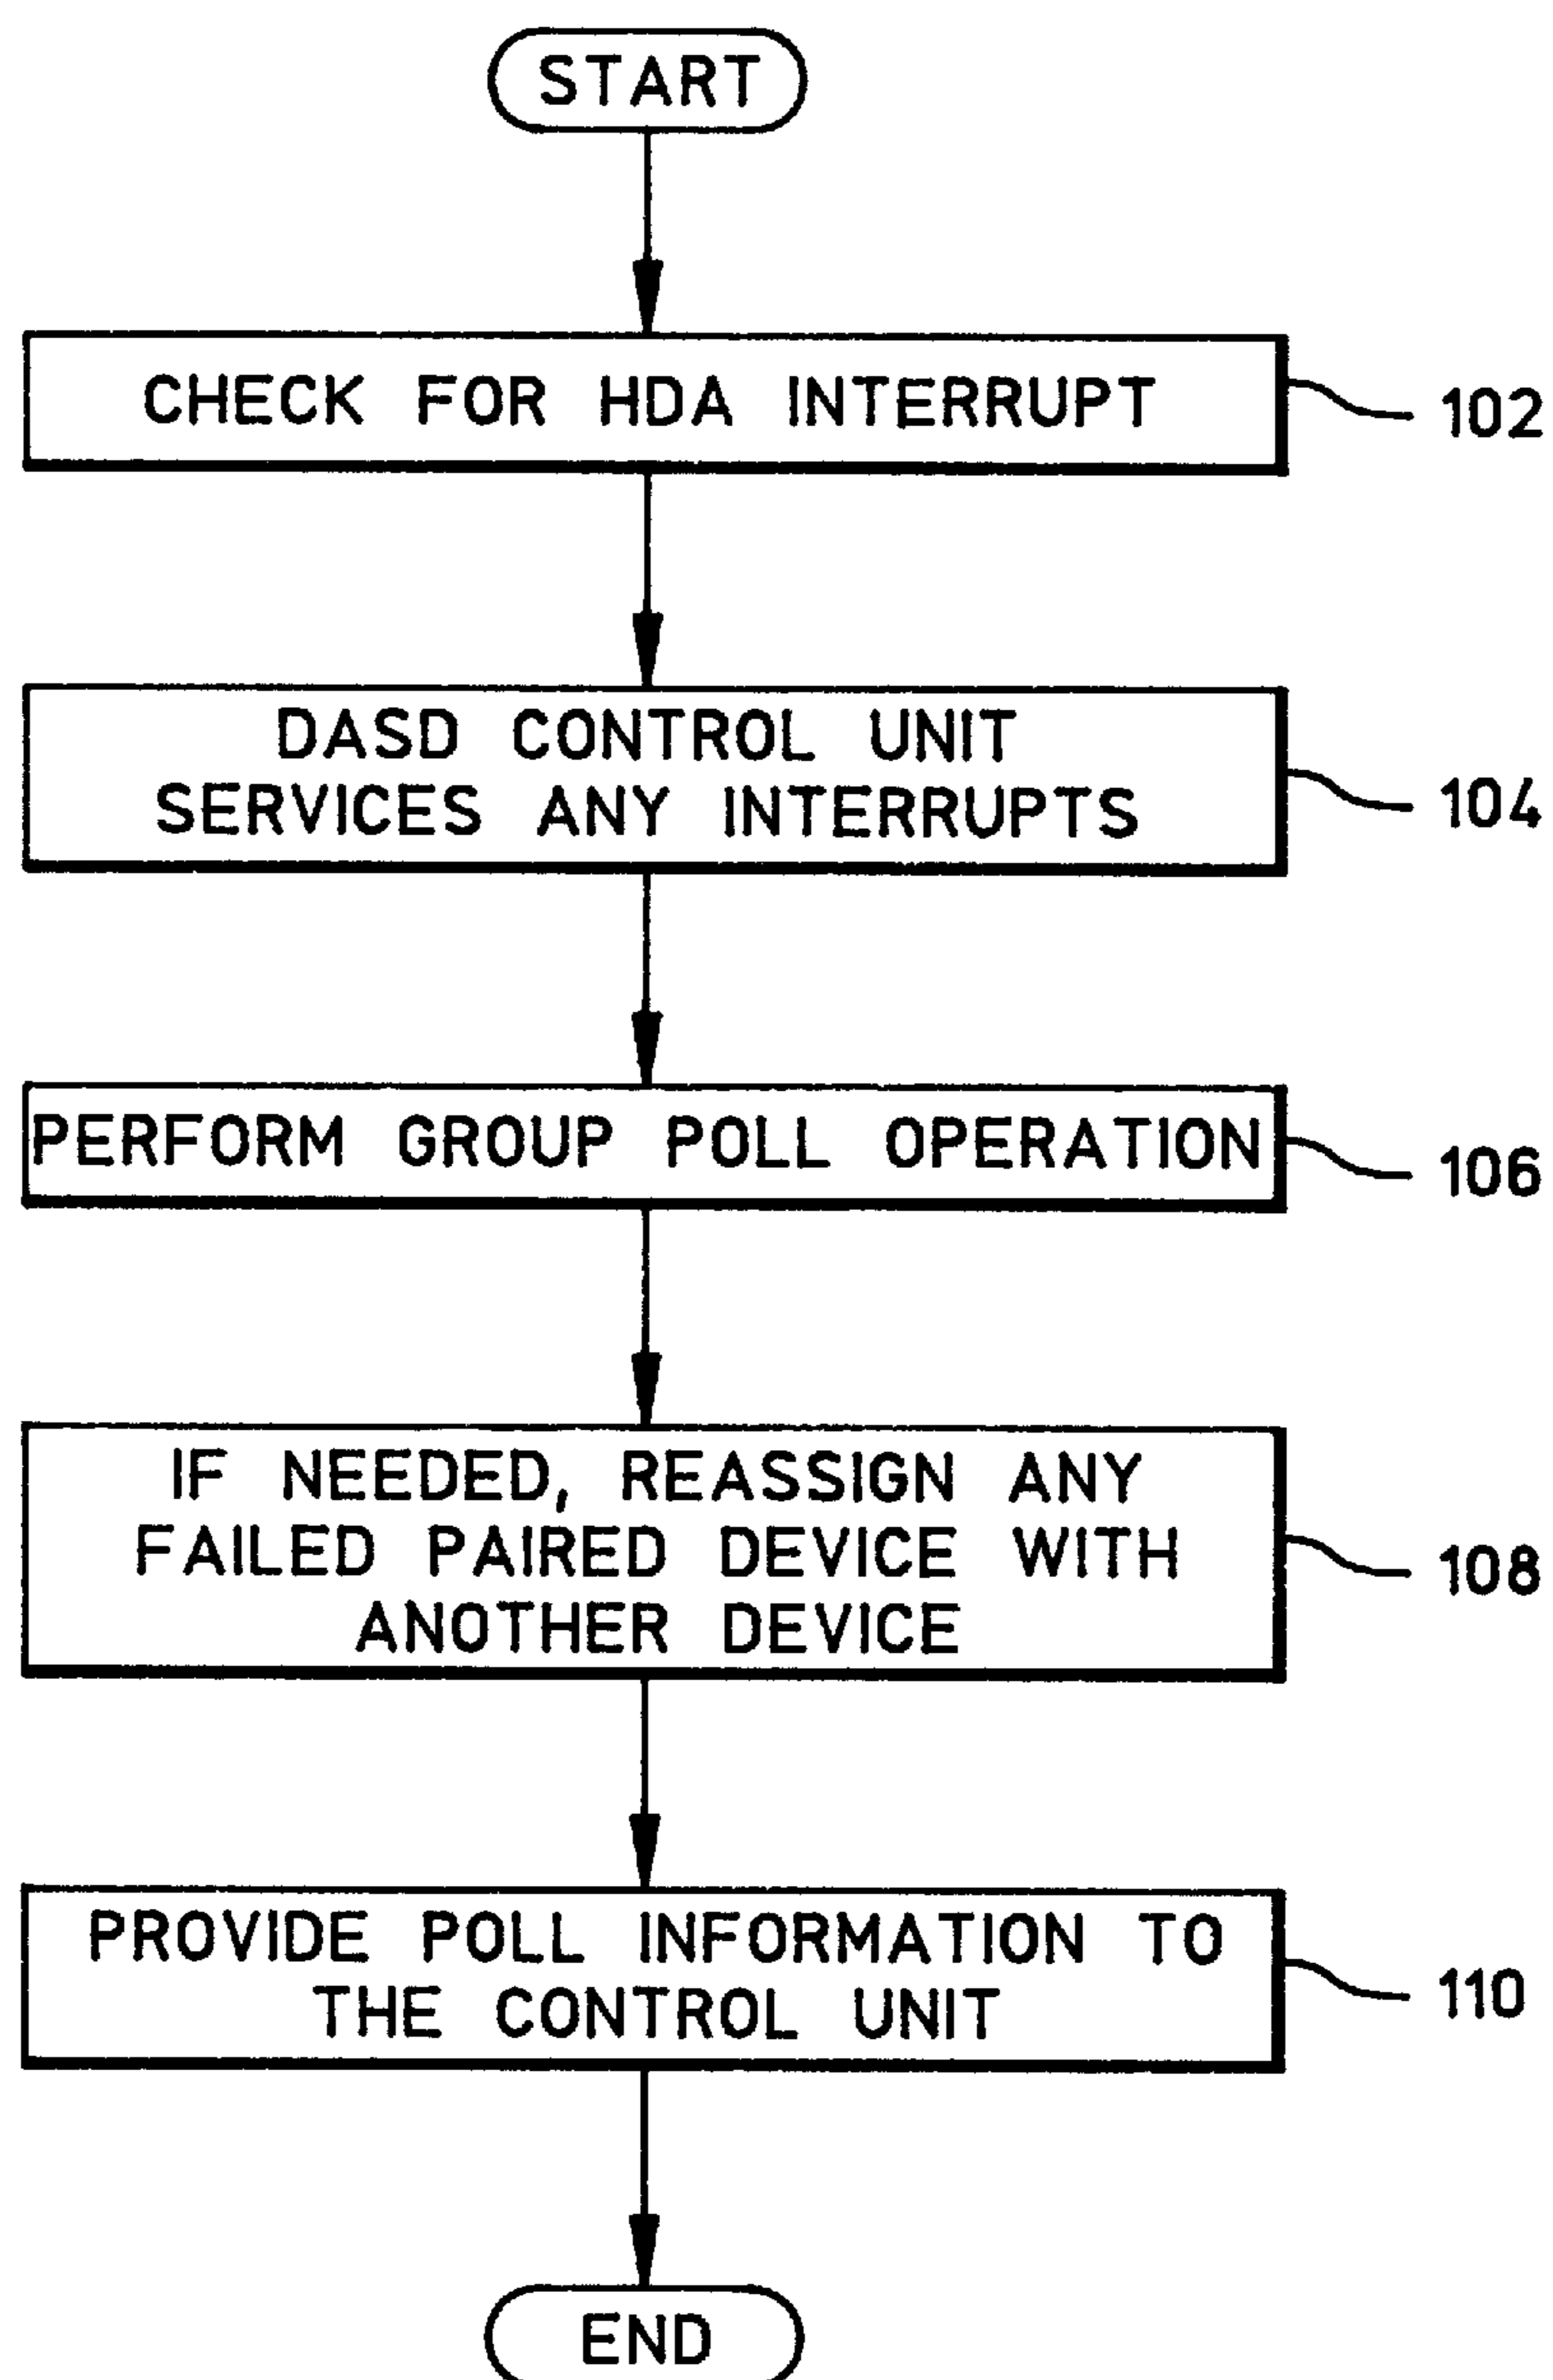 START
CHECK FOR HDA INTERRUPT
102
DASD CONTROL UNIT
SERVICES ANY INTERRUPTS
104
PERFORM GROUP POLL OPERATION
106
IF NEEDED, REASSIGN ANY
FAILED PAIRED DEVICE WITH
ANOTHER DEVICE
108
PROVIDE POLL INFORMATION TO
THE CONTROL UNIT
110
END